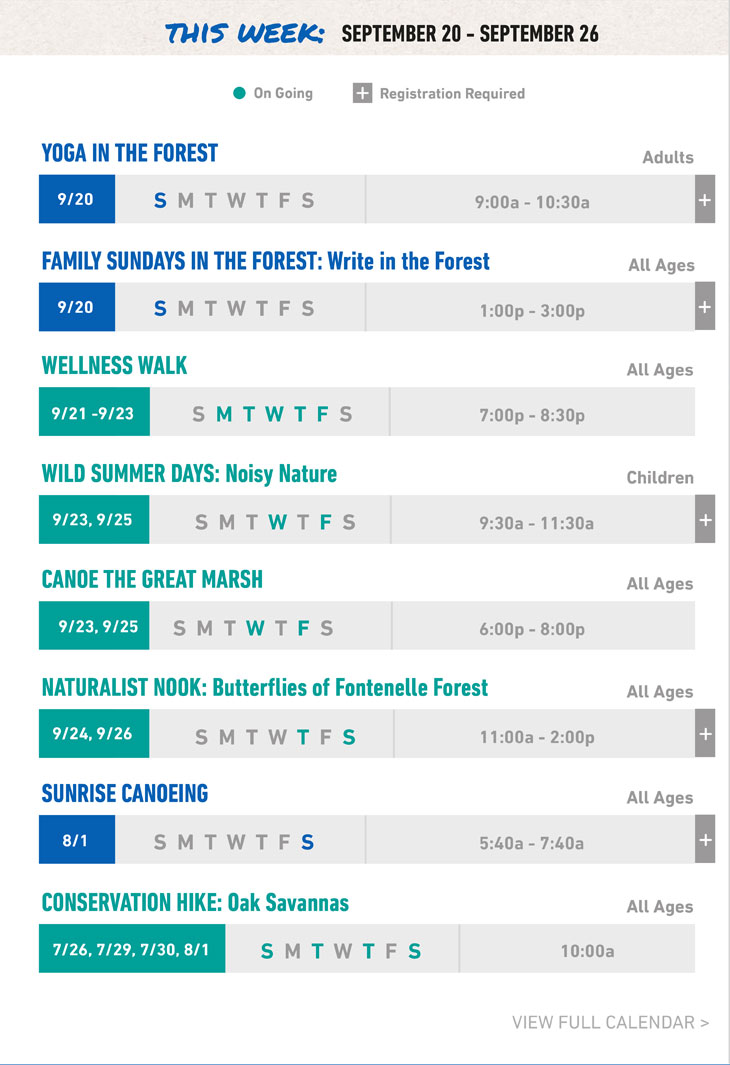 THIS WEEK: SEPTEMBER 20 - SEPTEMBER 26
On Going + Registration Required
YOGA IN THE FOREST Adults
9/20 S M T W T F S 9:00a - 10:30a +
FAMILY SUNDAYS IN THE FOREST: Write in the Forest All Ages
9/20 S M T W T F S 1:00p - 3:00p +
WELLNESS WALK All Ages
9/21 -9/23 S M T W T F S 7:00p - 8:30p
WILD SUMMER DAYS: Noisy Nature Children
9/23, 9/25 S M T W T F S 9:30a - 11:30a +
CANOE THE GREAT MARSH All Ages
9/23, 9/25 S M T W T F S 6:00p - 8:00p
NATURALIST NOOK: Butterflies of Fontenelle Forest All Ages
9/24, 9/26 S M T W T F S 11:00a - 2:00p +
SUNRISE CANOEING All Ages
8/1 S M T W T F S 5:40a - 7:40a +
CONSERVATION HIKE: Oak Savannas All Ages
7/26, 7/29, 7/30, 8/1 S M T W T F S 10:00a
VIEW FULL CALENDAR >